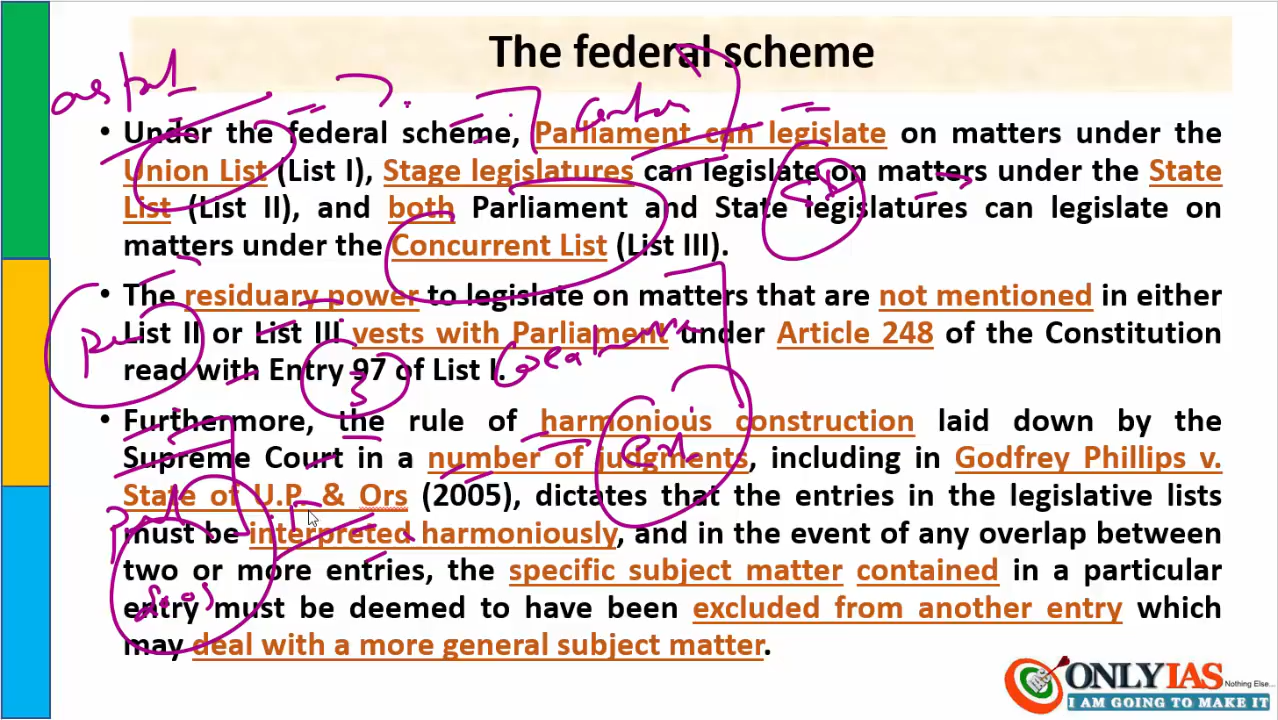 The federal scheme
• Under the federal scheme, Parliament can legislate on matters under the
Union List (List I), Stage legislatures can legislate on matters under the State
List (List II), and both Parliament and State legislatures can legislate on
matters under the Concurrent List (List III).
• The residuary power to legislate on matters that are not mentioned in either
List II or List III vests with Parliament under Article 248 of the Constitution
read with Entry 97 of List I.
3
• Furthermore, the rule of harmonious construction laid down by the
Supreme Court in a number of judgments, including in Godfrey Phillips v.
State of U.P. & Ors (2005), dictates that the entries in the legislative lists
must be interpreted harmoniously, and in the event of any overlap between
two or more entries, the specific subject matter contained in a particular
entry must be deemed to have been excluded from another entry which
may deal with a more general subject matter.
ONLYIAS Nothing Else...
I AM GOING TO MAKE IT